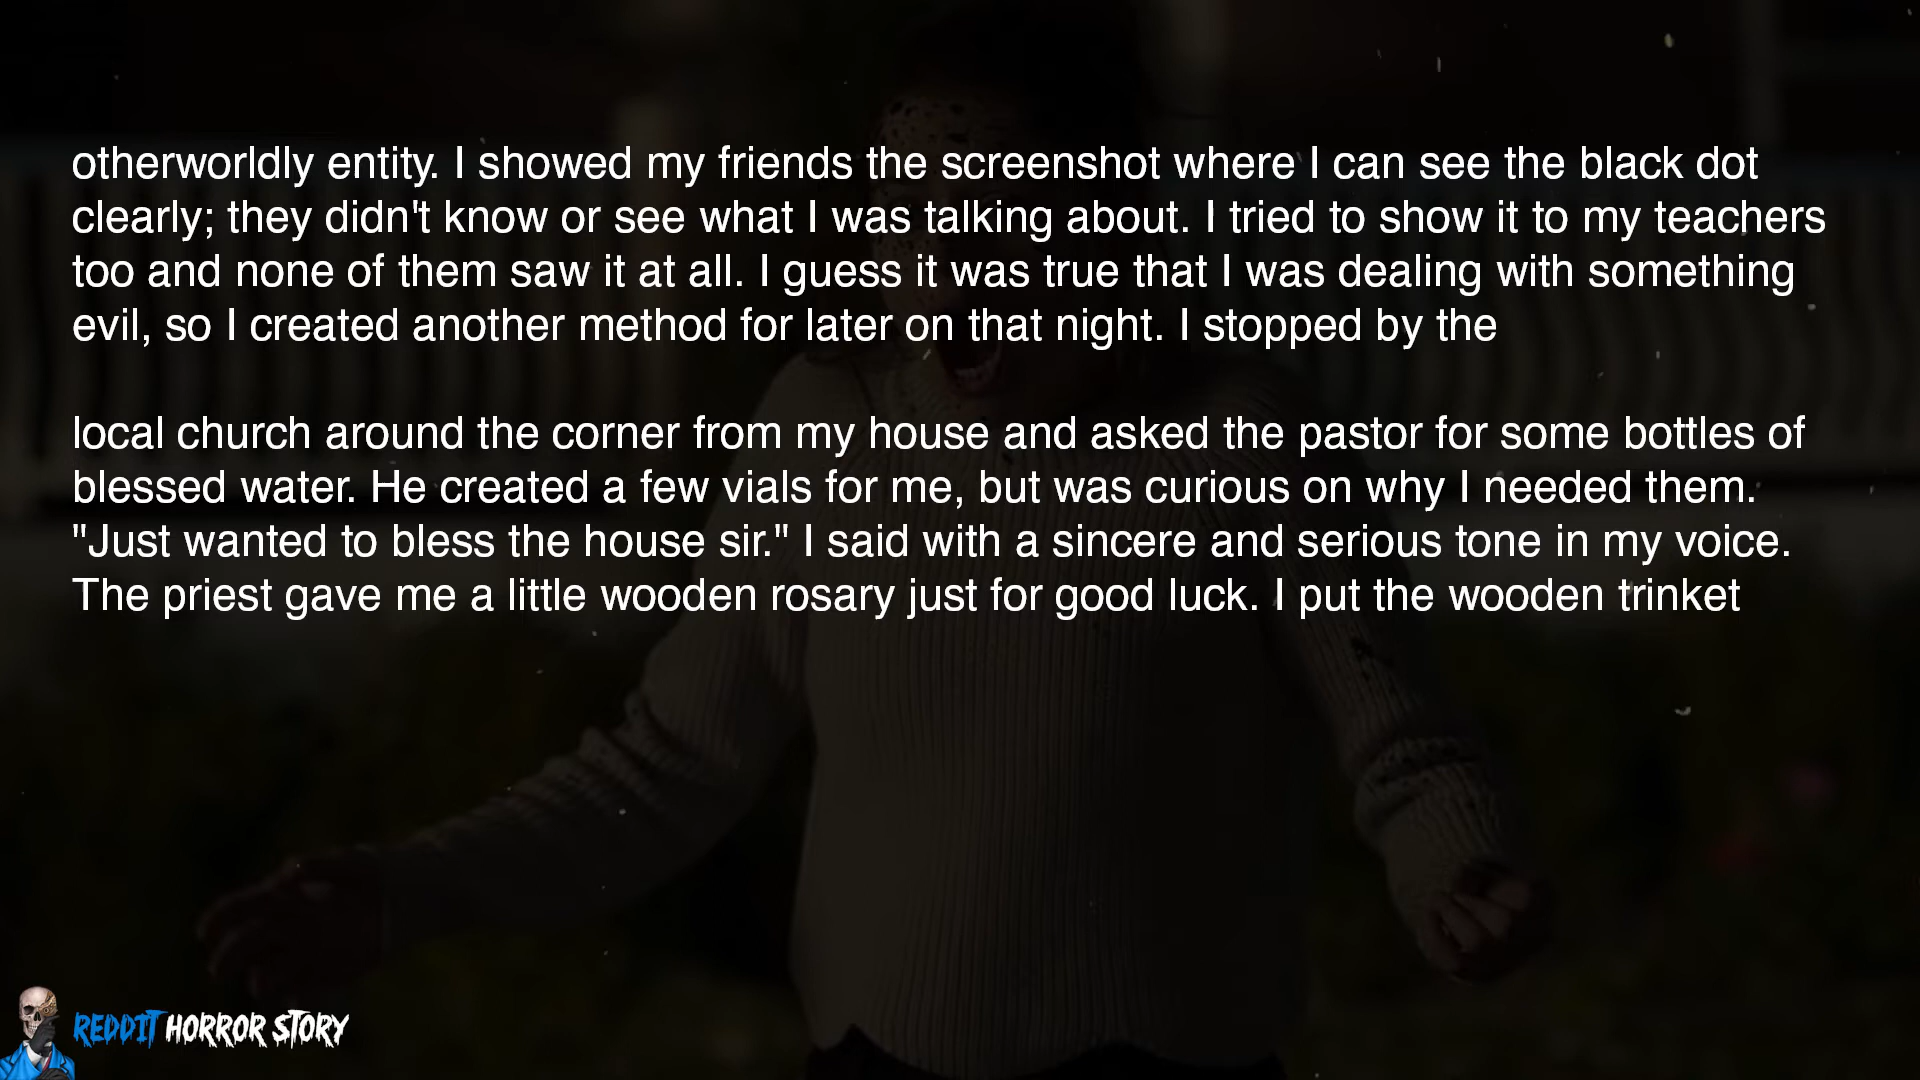 otherworldly entity. I showed my friends the screenshot where I can see the black dot
clearly; they didn't know or see what I was talking about. I tried to show it to my teachers
too and none of them saw it at all. I guess it was true that I was dealing with something
evil, so I created another method for later on that night. I stopped by the
local church around the corner from my house and asked the pastor for some bottles of
blessed water. He created a few vials for me, but was curious on why I needed them.
"Just wanted to bless the house sir." I said with a sincere and serious tone in my voice.
The priest gave me a little wooden rosary just for good luck. I put the wooden trinket
REDDIT HORROR STORY